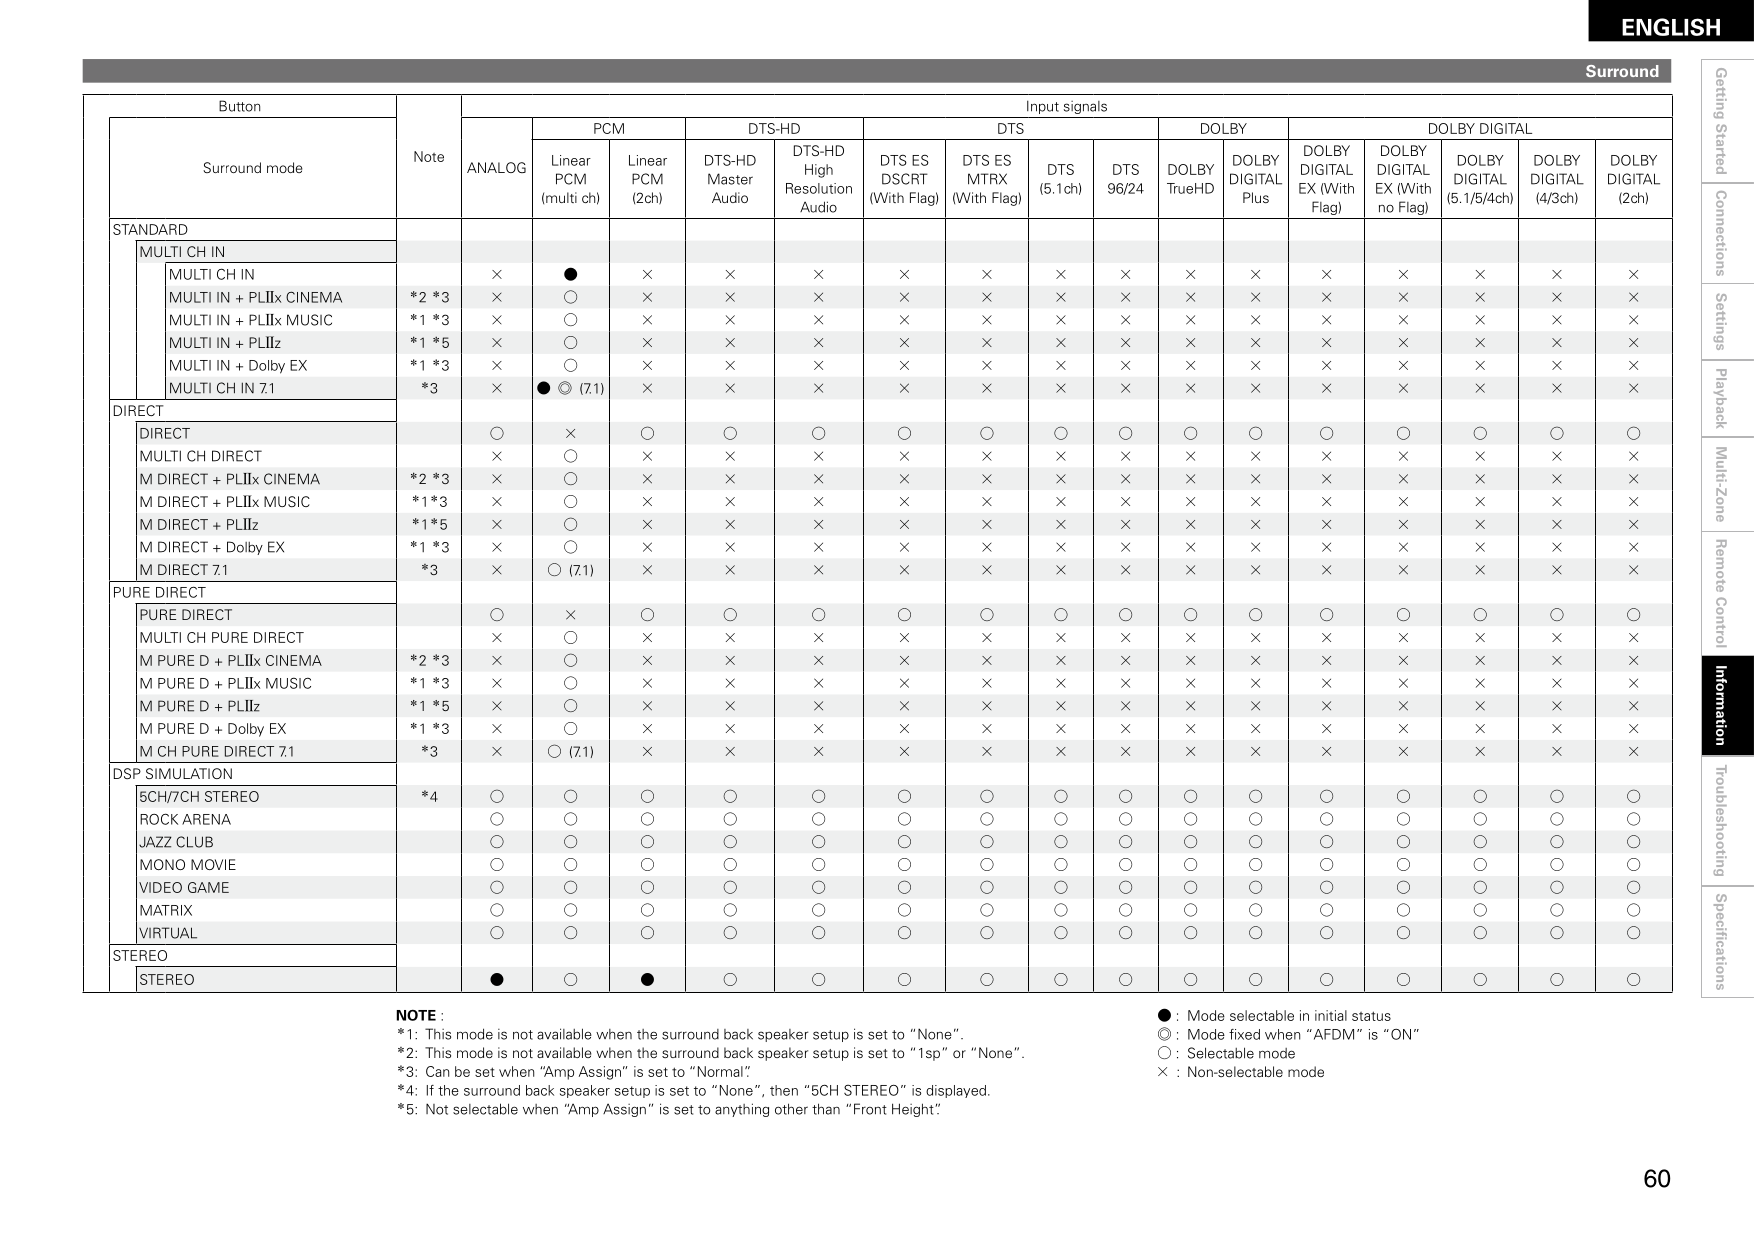 ENGLISH
Surround
Button
Input signals
Surround mode
Note
ANALOG
PCM
DTS-HD
DTS
DOLBY
DOLBY DIGITAL
Linear PCM (multi ch)
Linear PCM (2ch)
DTS-HD Master Audio
DTS-HD High Resolution Audio
DTS ES DSCRT (With Flag)
DTS ES MTRX (With Flag)
DTS (5.1ch)
DTS 96/24
DOLBY TrueHD
DOLBY DIGITAL Plus
DOLBY DIGITAL EX (With Flag)
DOLBY DIGITAL EX (With no Flag)
DOLBY DIGITAL (5.1/5/4ch)
DOLBY DIGITAL (4/3ch)
DOLBY DIGITAL (2ch)
STANDARD
MULTI CH IN
MULTI CH IN × ● × × × × × × × × × × × × × ×
MULTI IN + PLIIx CINEMA *2 *3 × ○ × × × × × × × × × × × × × ×
MULTI IN + PLIIx MUSIC *1 *3 × ○ × × × × × × × × × × × × × ×
MULTI IN + PLIIz *1 *5 × ○ × × × × × × × × × × × × × ×
MULTI IN + Dolby EX *1 *3 × ○ × × × × × × × × × × × × × ×
MULTI CH IN 7.1 *3 × ● ◎ (7.1) × × × × × × × × × × × × × ×
DIRECT
DIRECT ○ × ○ ○ ○ ○ ○ ○ ○ ○ ○ ○ ○ ○ ○ ○
MULTI CH DIRECT × ○ × × × × × × × × × × × × × ×
M DIRECT + PLIIx CINEMA *2 *3 × ○ × × × × × × × × × × × × × ×
M DIRECT + PLIIx MUSIC *1*3 × ○ × × × × × × × × × × × × × ×
M DIRECT + PLIIz *1*5 × ○ × × × × × × × × × × × × × ×
M DIRECT + Dolby EX *1 *3 × ○ × × × × × × × × × × × × × ×
M DIRECT 7.1 *3 × ○ (7.1) × × × × × × × × × × × × × ×
PURE DIRECT
PURE DIRECT ○ × ○ ○ ○ ○ ○ ○ ○ ○ ○ ○ ○ ○ ○ ○
MULTI CH PURE DIRECT × ○ × × × × × × × × × × × × × ×
M PURE D + PLIIx CINEMA *2 *3 × ○ × × × × × × × × × × × × × ×
M PURE D + PLIIx MUSIC *1 *3 × ○ × × × × × × × × × × × × × ×
M PURE D + PLIIz *1 *5 × ○ × × × × × × × × × × × × × ×
M PURE D + Dolby EX *1 *3 × ○ × × × × × × × × × × × × × ×
M CH PURE DIRECT 7.1 *3 × ○ (7.1) × × × × × × × × × × × × × ×
DSP SIMULATION
5CH/7CH STEREO *4 ○ ○ ○ ○ ○ ○ ○ ○ ○ ○ ○ ○ ○ ○ ○ ○
ROCK ARENA ○ ○ ○ ○ ○ ○ ○ ○ ○ ○ ○ ○ ○ ○ ○ ○
JAZZ CLUB ○ ○ ○ ○ ○ ○ ○ ○ ○ ○ ○ ○ ○ ○ ○ ○
MONO MOVIE ○ ○ ○ ○ ○ ○ ○ ○ ○ ○ ○ ○ ○ ○ ○ ○
VIDEO GAME ○ ○ ○ ○ ○ ○ ○ ○ ○ ○ ○ ○ ○ ○ ○ ○
MATRIX ○ ○ ○ ○ ○ ○ ○ ○ ○ ○ ○ ○ ○ ○ ○ ○
VIRTUAL ○ ○ ○ ○ ○ ○ ○ ○ ○ ○ ○ ○ ○ ○ ○ ○
STEREO
STEREO ● ○ ● ○ ○ ○ ○ ○ ○ ○ ○ ○ ○ ○ ○ ○
NOTE :
*1: This mode is not available when the surround back speaker setup is set to “None”.
*2: This mode is not available when the surround back speaker setup is set to “1sp” or “None”.
*3: Can be set when “Amp Assign” is set to “Normal”.
*4: If the surround back speaker setup is set to “None”, then “5CH STEREO” is displayed.
*5: Not selectable when “Amp Assign” is set to anything other than “Front Height”.
● : Mode selectable in initial status
◎ : Mode fixed when “AFDM” is “ON”
○ : Selectable mode
× : Non-selectable mode
Getting Started
Connections
Settings
Playback
Multi-Zone
Remote Control
Information
Troubleshooting
Specifications
60